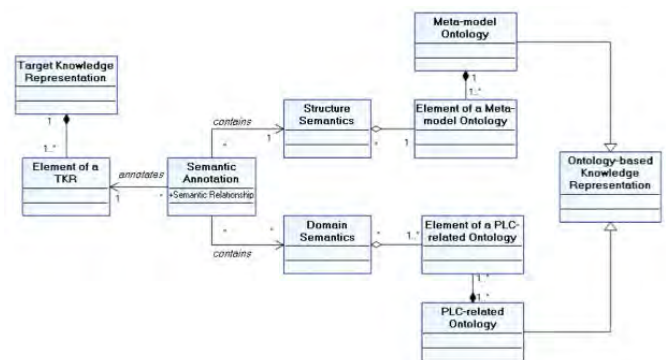 Meta-model
Ontology
1
1..*
Target Knowledge
Representation
1
1..*
Element of a
TKR
annotates
1
*
Semantic
Annotation
+Semantic Relationship
contains
*
1
Structure
Semantics
*
1
Element of a Meta-
model Ontology
Ontology-based
Knowledge
Representation
*
*
contains
Domain
Semantics
*
1..*
Element of a PLC-
related Ontology
1..*
1..*
PLC-related
Ontology